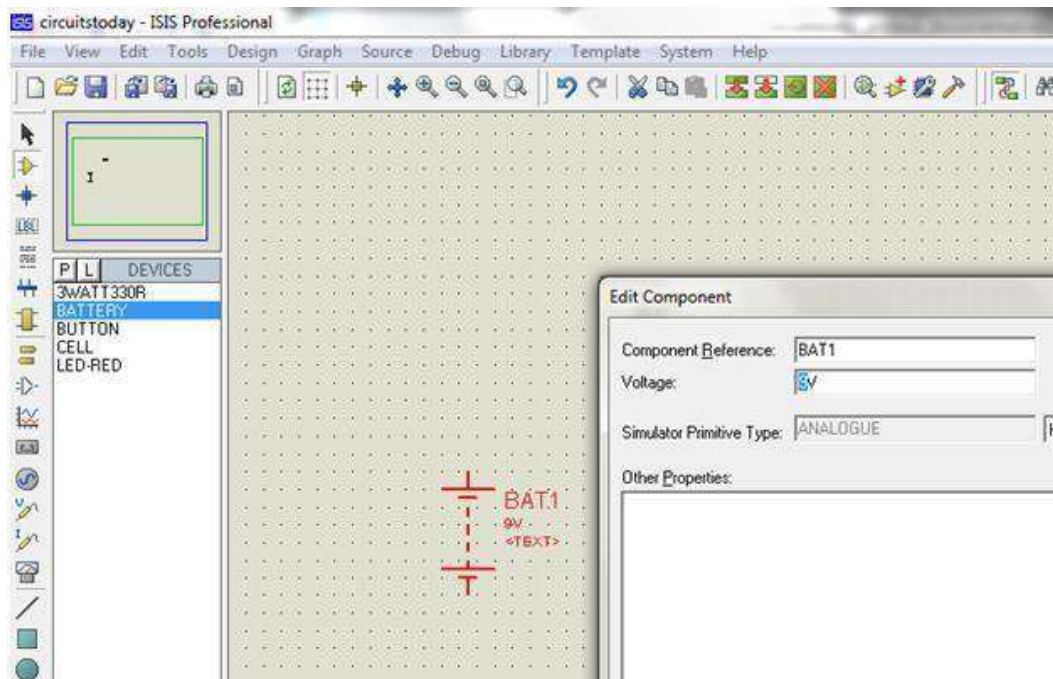 ISIS circuitstoday - ISIS Professional
File View Edit Tools Design Graph Source Debug Library Template System Help
P L DEVICES
3WATT330R
BATTERY
BUTTON
CELL
LED-RED
BAT1
9V
<TEXT>
Edit Component
Component Reference: BAT1
Voltage: 9V
Simulator Primitive Type: ANALOGUE
Other Properties: